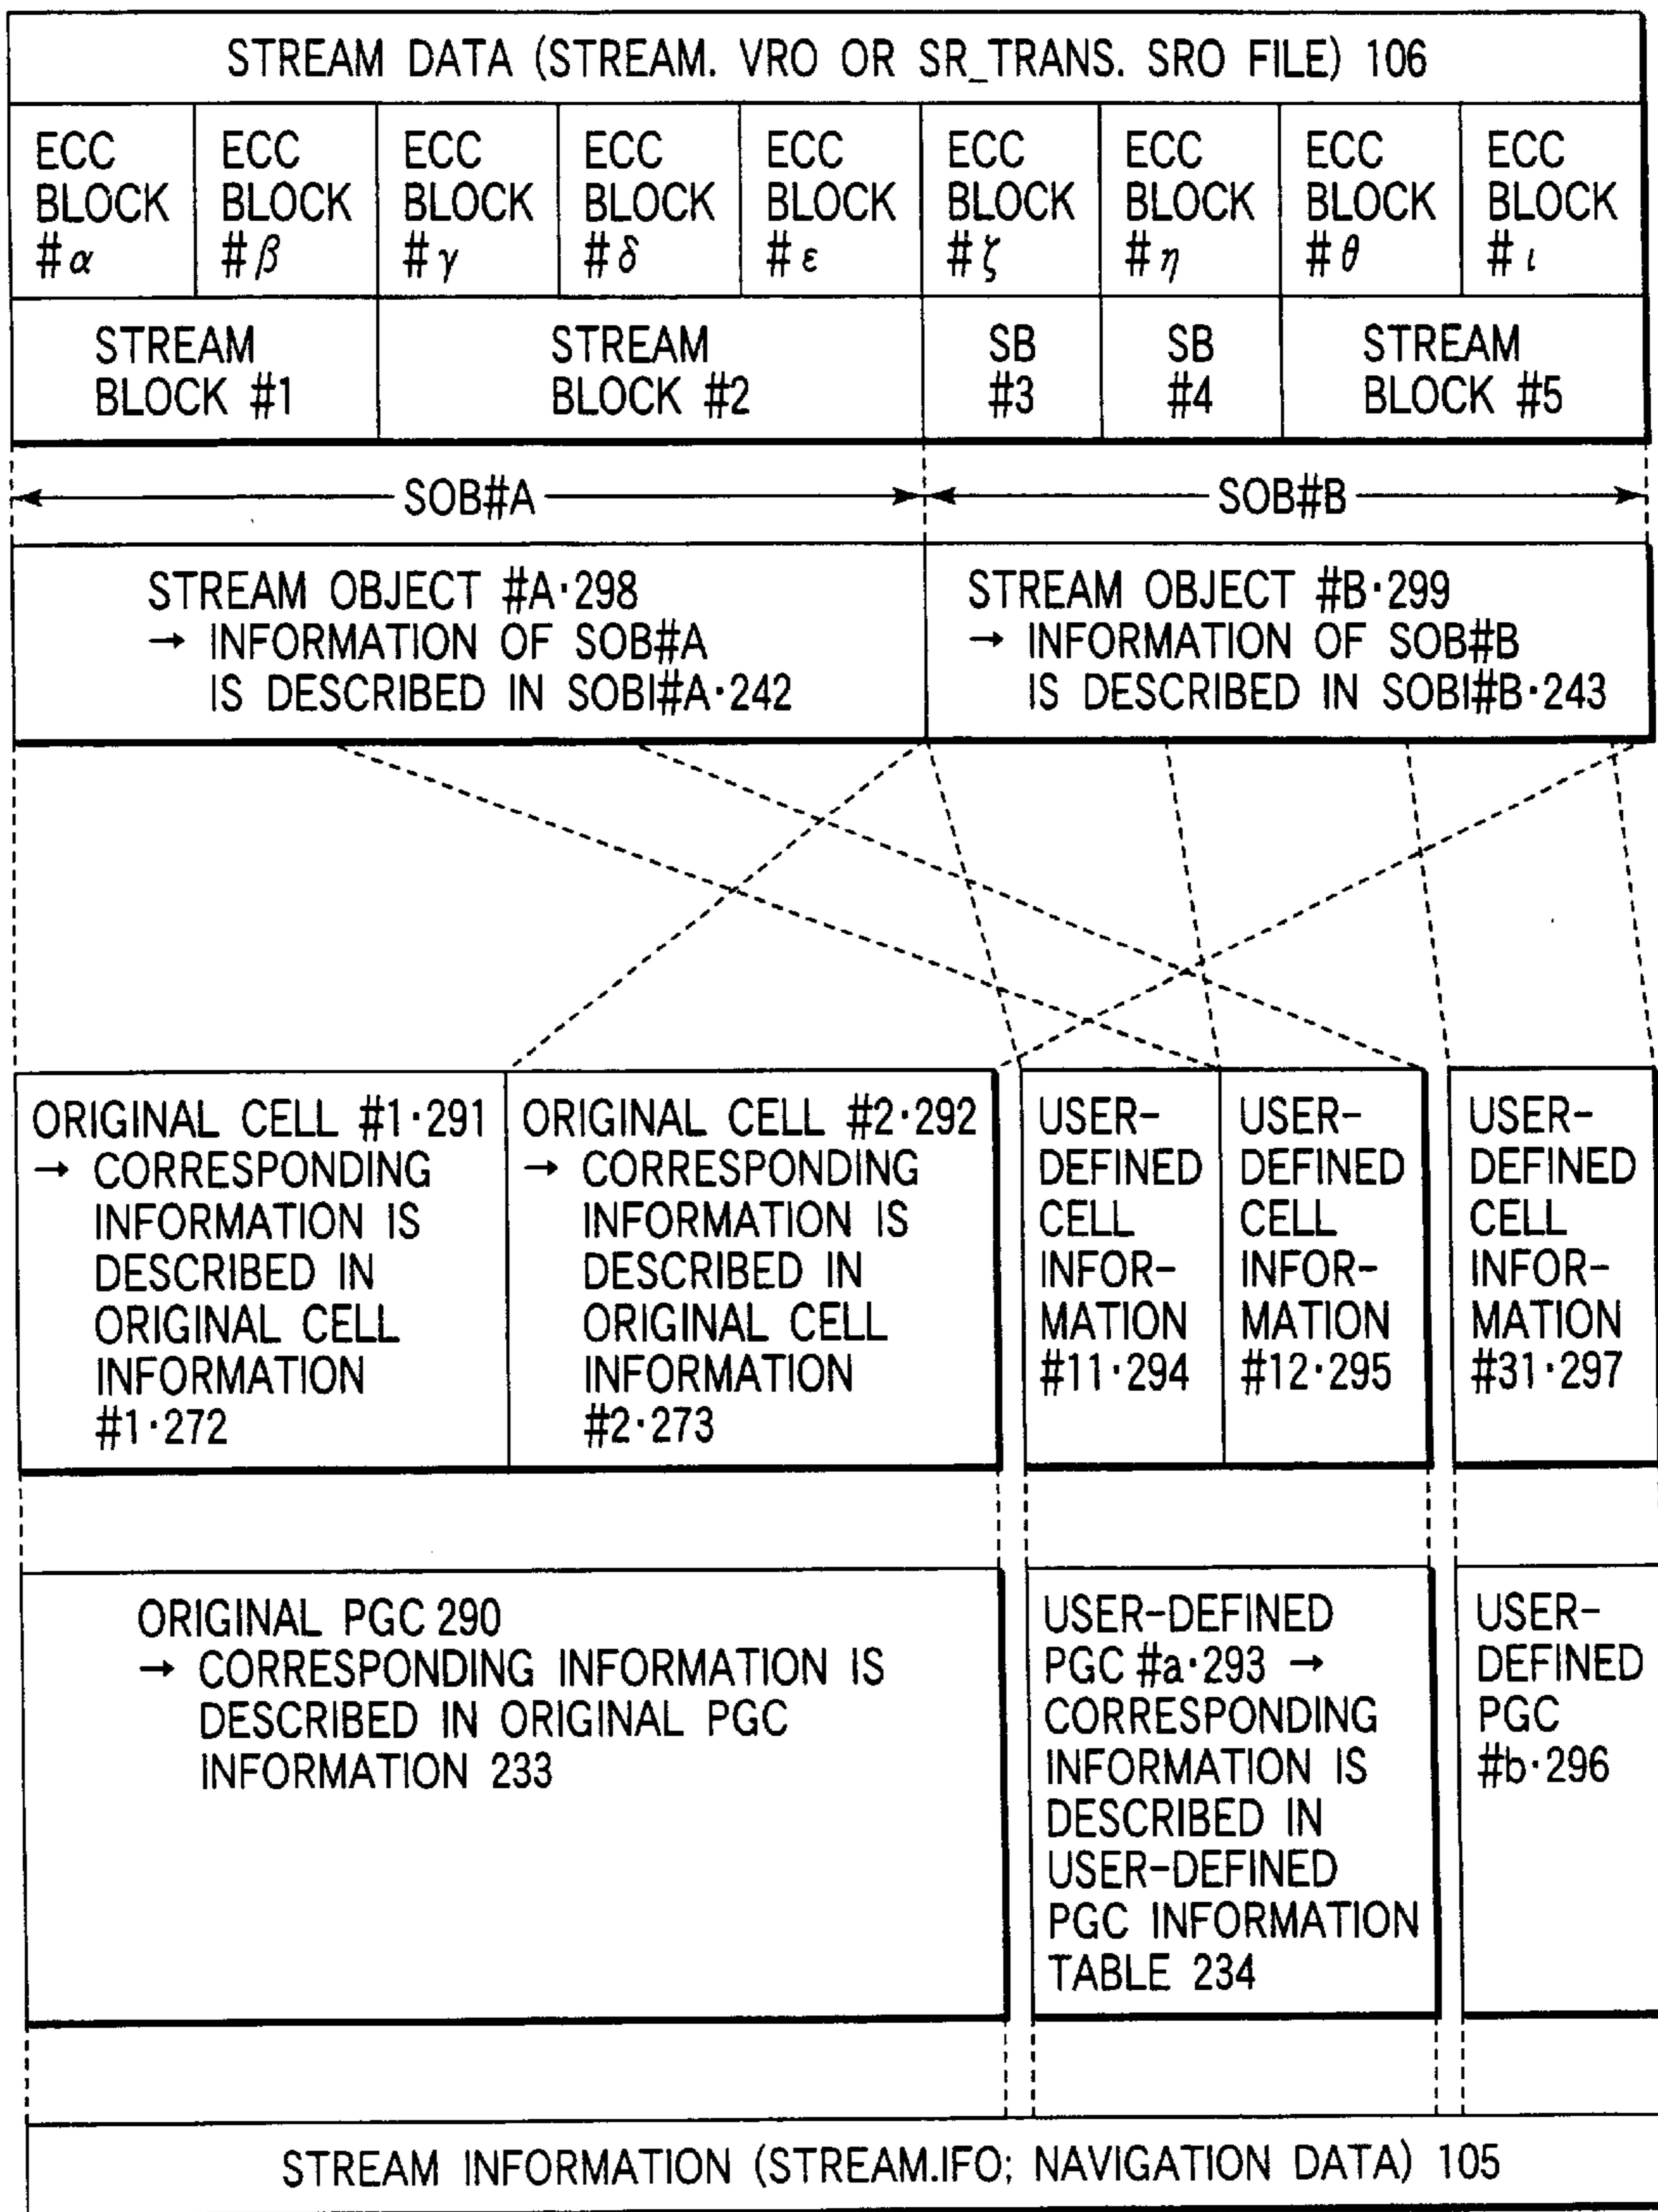 STREAM DATA (STREAM. VRO OR SR_TRANS. SRO FILE) 106
ECC
BLOCK
#α
ECC
BLOCK
#β
ECC
BLOCK
#γ
ECC
BLOCK
#δ
ECC
BLOCK
#ε
ECC
BLOCK
#ζ
ECC
BLOCK
#η
ECC
BLOCK
#θ
ECC
BLOCK
#ι
STREAM
BLOCK #1
STREAM
BLOCK #2
SB
#3
SB
#4
STREAM
BLOCK #5
SOB#A
SOB#B
STREAM OBJECT #A·298
→ INFORMATION OF SOB#A
IS DESCRIBED IN SOBI#A·242
STREAM OBJECT #B·299
→ INFORMATION OF SOB#B
IS DESCRIBED IN SOBI#B·243
ORIGINAL CELL #1·291
→ CORRESPONDING
INFORMATION IS
DESCRIBED IN
ORIGINAL CELL
INFORMATION
#1·272
ORIGINAL CELL #2·292
→ CORRESPONDING
INFORMATION IS
DESCRIBED IN
ORIGINAL CELL
INFORMATION
#2·273
USER-
DEFINED
CELL
INFOR-
MATION
#11·294
USER-
DEFINED
CELL
INFOR-
MATION
#12·295
USER-
DEFINED
CELL
INFOR-
MATION
#31·297
ORIGINAL PGC 290
→ CORRESPONDING INFORMATION IS
DESCRIBED IN ORIGINAL PGC
INFORMATION 233
USER-DEFINED
PGC #a·293 →
CORRESPONDING
INFORMATION IS
DESCRIBED IN
USER-DEFINED
PGC INFORMATION
TABLE 234
USER-
DEFINED
PGC
#b·296
STREAM INFORMATION (STREAM.IFO; NAVIGATION DATA) 105